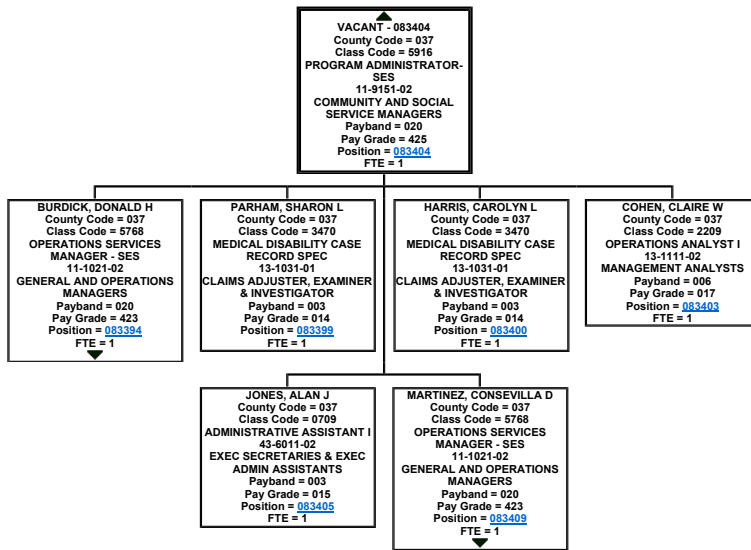 VACANT - 083404
County Code = 037
Class Code = 5916
PROGRAM ADMINISTRATOR-
SES
11-9151-02
COMMUNITY AND SOCIAL
SERVICE MANAGERS
Payband = 020
Pay Grade = 425
Position = 083404
FTE = 1
BURDICK, DONALD H
County Code = 037
Class Code = 5768
OPERATIONS SERVICES
MANAGER - SES
11-1021-02
GENERAL AND OPERATIONS
MANAGERS
Payband = 020
Pay Grade = 423
Position = 083394
FTE = 1
PARHAM, SHARON L
County Code = 037
Class Code = 3470
MEDICAL DISABILITY CASE
RECORD SPEC
13-1031-01
CLAIMS ADJUSTER, EXAMINER
& INVESTIGATOR
Payband = 003
Pay Grade = 014
Position = 083399
FTE = 1
HARRIS, CAROLYN L
County Code = 037
Class Code = 3470
MEDICAL DISABILITY CASE
RECORD SPEC
13-1031-01
CLAIMS ADJUSTER, EXAMINER
& INVESTIGATOR
Payband = 003
Pay Grade = 014
Position = 083400
FTE = 1
COHEN, CLAIRE W
County Code = 037
Class Code = 2209
OPERATIONS ANALYST I
13-1111-02
MANAGEMENT ANALYSTS
Payband = 006
Pay Grade = 017
Position = 083403
FTE = 1
JONES, ALAN J
County Code = 037
Class Code = 0709
ADMINISTRATIVE ASSISTANT I
43-6011-02
EXEC SECRETARIES & EXEC
ADMIN ASSISTANTS
Payband = 003
Pay Grade = 015
Position = 083405
FTE = 1
MARTINEZ, CONSEVILLA D
County Code = 037
Class Code = 5768
OPERATIONS SERVICES
MANAGER - SES
11-1021-02
GENERAL AND OPERATIONS
MANAGERS
Payband = 020
Pay Grade = 423
Position = 083409
FTE = 1